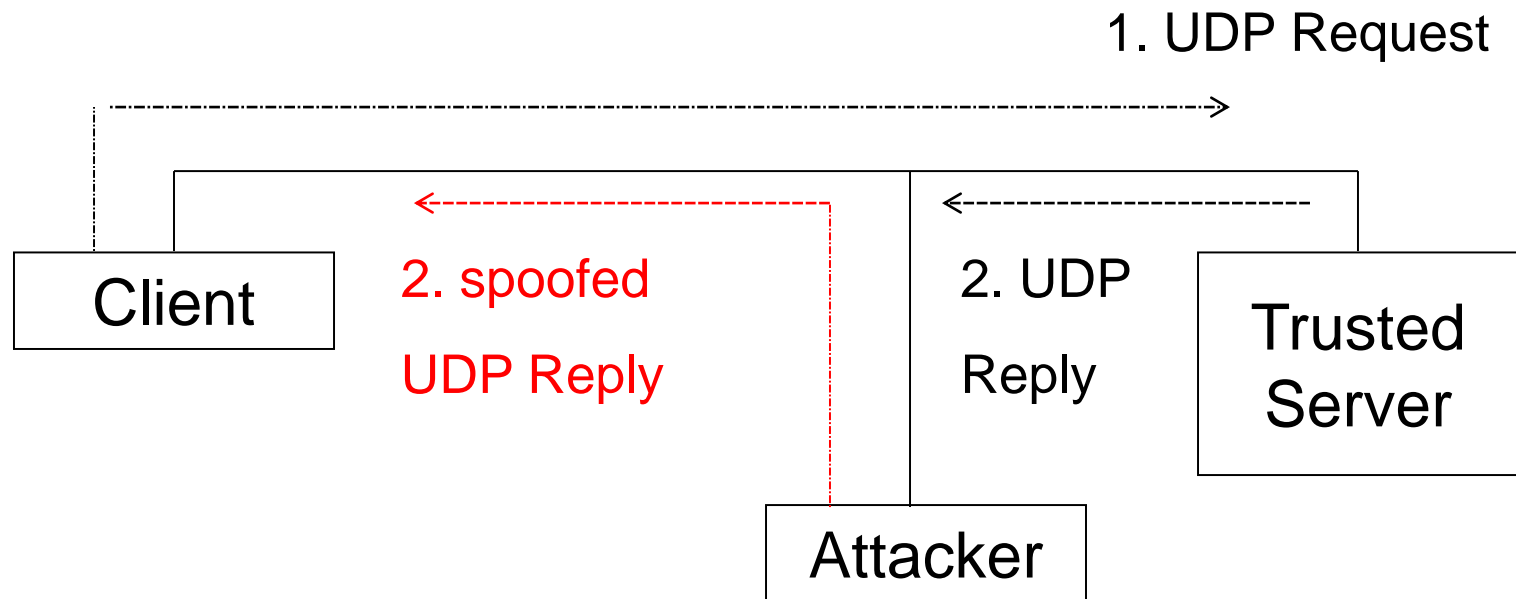 1. UDP Request
Client
2. spoofed
UDP Reply
2. UDP
Reply
Trusted
Server
Attacker